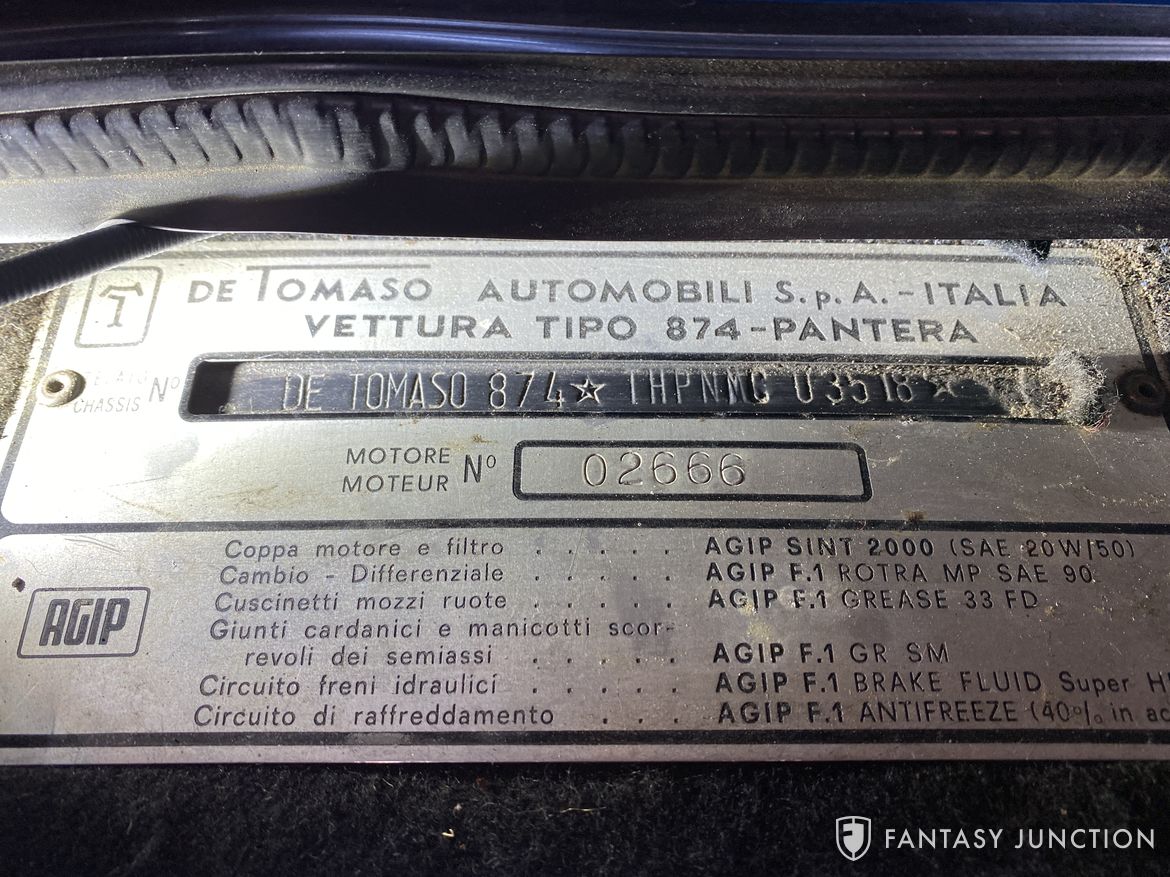 DE TOMASO AUTOMOBILI S.p.A.-ITALIA
VETTURA TIPO 874-PANTERA
CHASSIS Nº DE TOMASO 874☆THPNMC 03518☆
MOTORE
MOTEUR Nº 02666
Coppa motore e filtro . . . . . AGIP SINT 2000 (SAE 20W/50)
Cambio - Differenziale . . . . . AGIP F.1 ROTRA MP SAE 90
Cuscinetti mozzi ruote . . . . . AGIP F.1 GREASE 33 FD
AGIP
Giunti cardanici e manicotti scor-
revoli dei semiassi . . . . . AGIP F.1 GR SM
Circuito freni idraulici . . . . . AGIP F.1 BRAKE FLUID Super
Circuito di raffreddamento . . . AGIP F.1 ANTIFREEZE (40% in
FANTASY JUNCTION